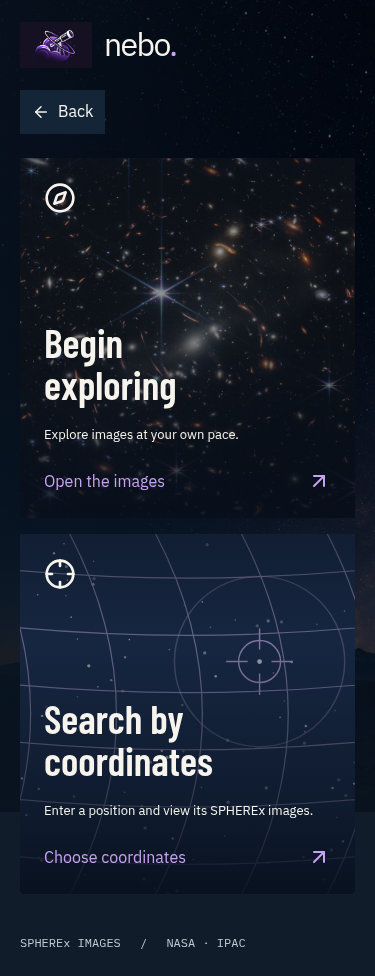 nebo.
Back
Begin
exploring
Explore images at your own pace.
Open the images
Search by
coordinates
Enter a position and view its SPHEREx images.
Choose coordinates
SPHEREx IMAGES / NASA · IPAC